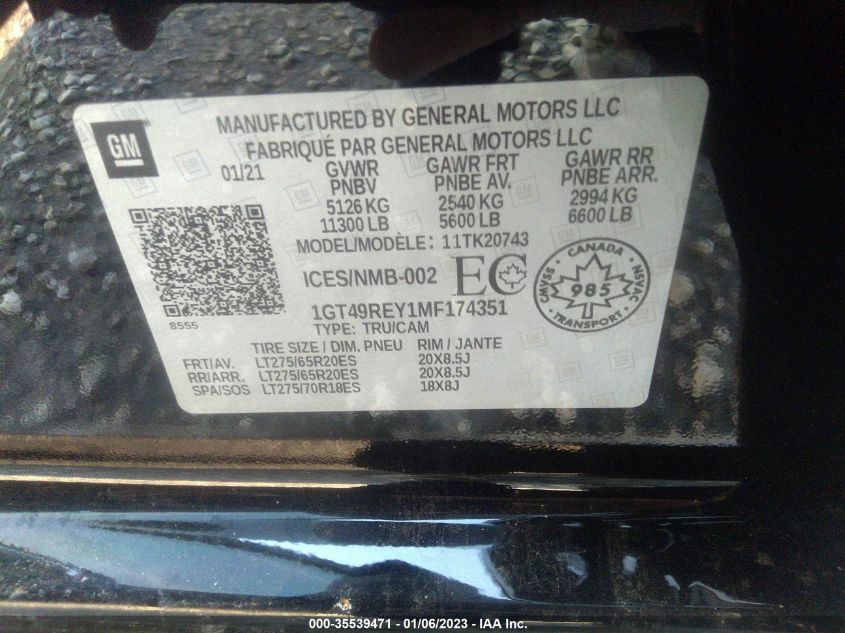 GM
MANUFACTURED BY GENERAL MOTORS LLC
FABRIQUÉ PAR GENERAL MOTORS LLC
01/21 GVWR GAWR FRT GAWR RR
PNBV PNBE AV. PNBE ARR.
5126 KG 2540 KG 2994 KG
11300 LB 5600 LB 6600 LB
MODEL/MODÈLE: 11TK20743
ICES/NMB-002 EC
CANADA
CMVSS 985 NSVAC
TRANSPORT
8555
1GT49REY1MF174351
TYPE: TRU/CAM
TIRE SIZE / DIM. PNEU RIM / JANTE
FRT/AV. LT275/65R20ES 20X8.5J
RR/ARR. LT275/65R20ES 20X8.5J
SPA/SOS LT275/70R18ES 18X8J
000-35539471 - 01/06/2023 - IAA Inc.